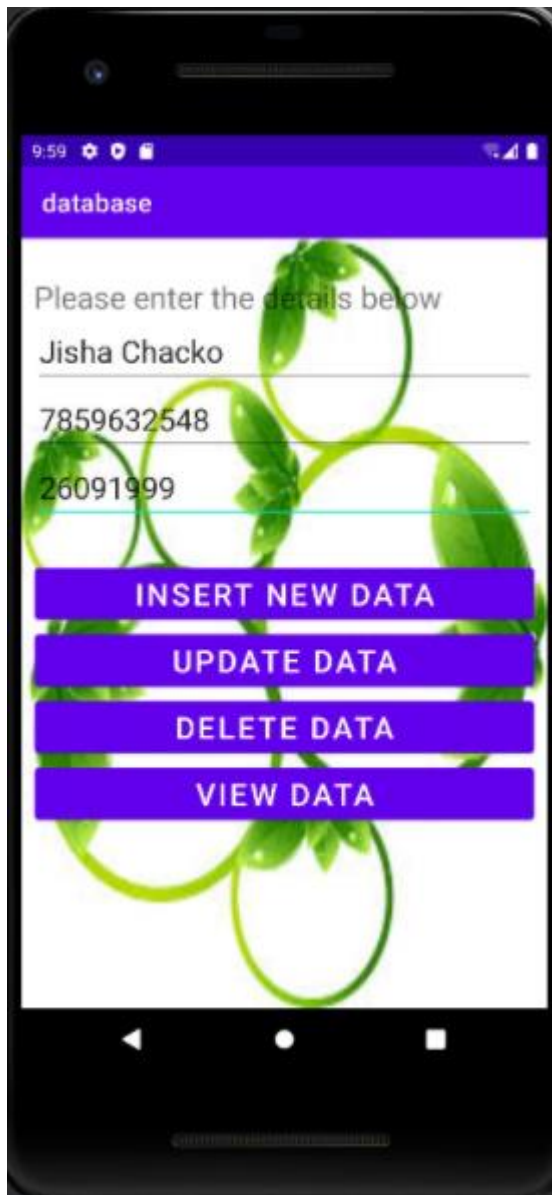 9:59
database
Please enter the details below
Jisha Chacko
7859632548
26091999
INSERT NEW DATA
UPDATE DATA
DELETE DATA
VIEW DATA